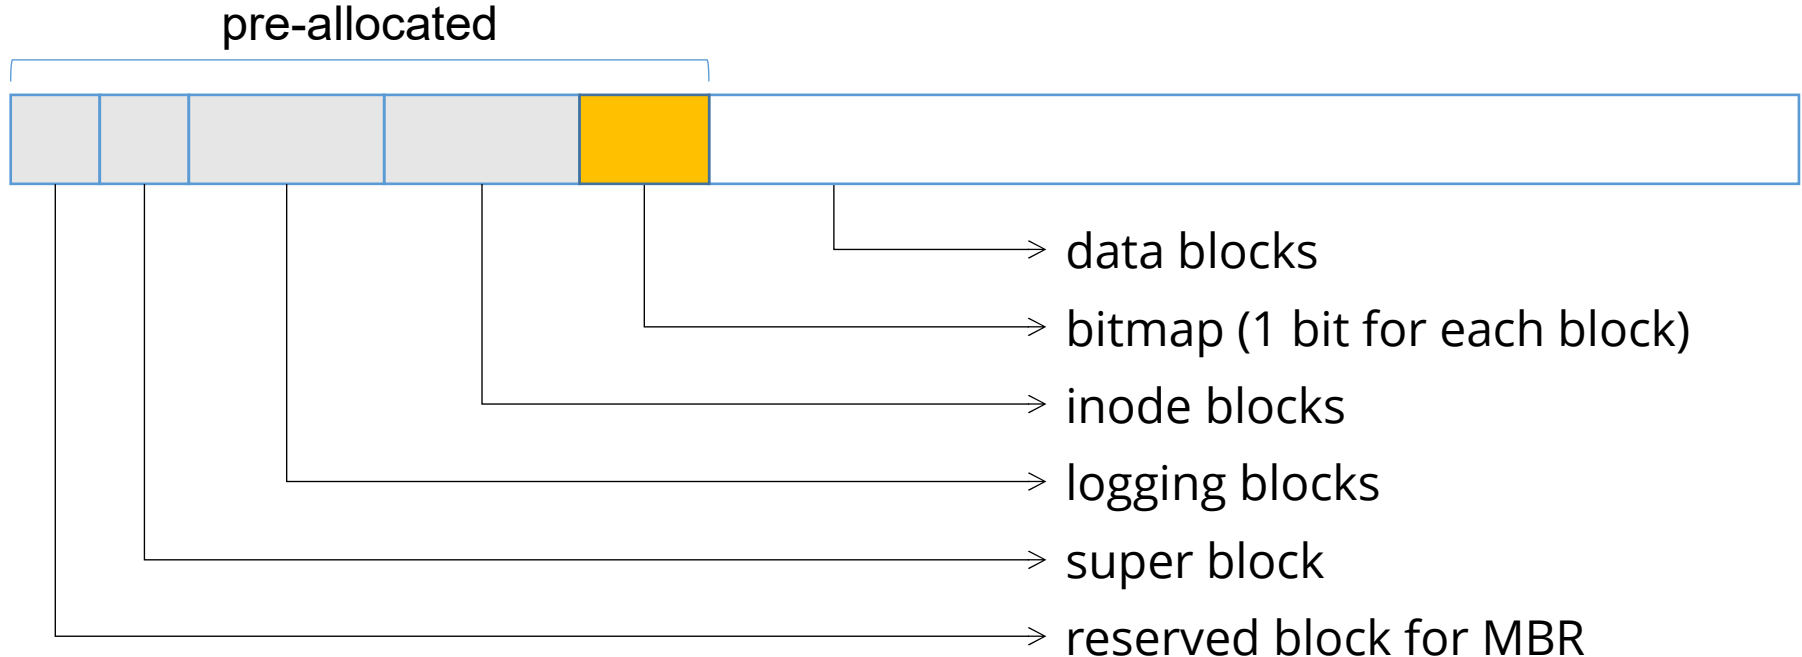 pre-allocated
data blocks
bitmap (1 bit for each block)
inode blocks
logging blocks
super block
reserved block for MBR